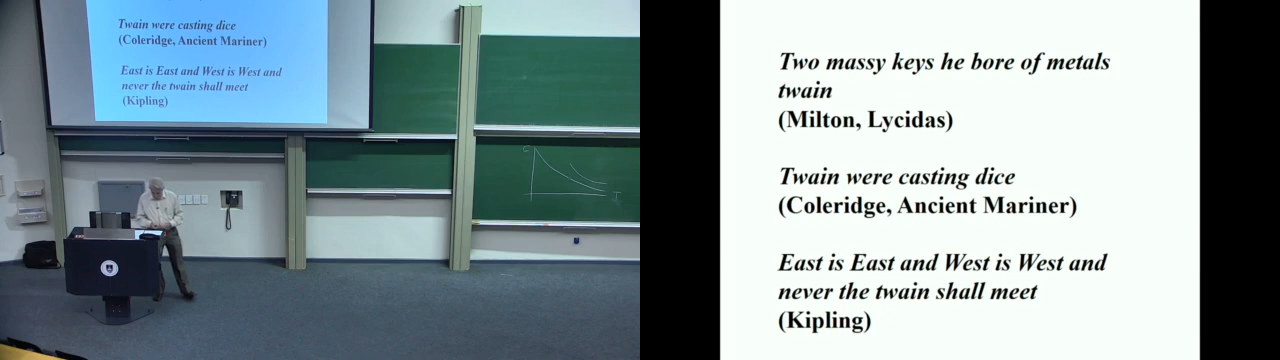 Twain were casting dice
(Coleridge, Ancient Mariner)
East is East and West is West and
never the twain shall meet
(Kipling)
Two massy keys he bore of metals
twain
(Milton, Lycidas)
Twain were casting dice
(Coleridge, Ancient Mariner)
East is East and West is West and
never the twain shall meet
(Kipling)